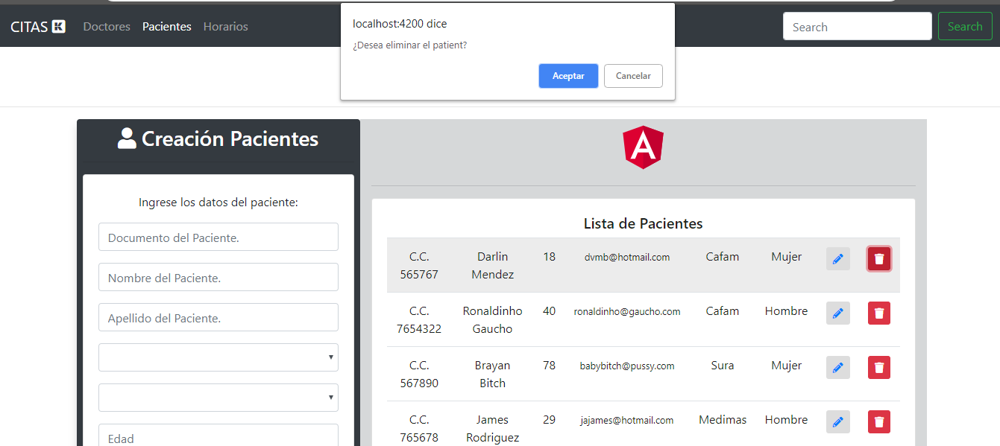 CITAS K Doctores Pacientes Horarios Search Search
localhost:4200 dice
¿Desea eliminar el patient?
Aceptar Cancelar
Creación Pacientes
Ingrese los datos del paciente:
Documento del Paciente.
Nombre del Paciente.
Apellido del Paciente.
Edad
A
Lista de Pacientes
C.C. 565767 Darlin Mendez 18 dvmb@hotmail.com Cafam Mujer
C.C. 7654322 Ronaldinho Gaucho 40 ronaldinho@gaucho.com Cafam Hombre
C.C. 567890 Brayan Bitch 78 babybitch@pussy.com Sura Mujer
C.C. 765678 James Rodriguez 29 jajames@hotmail.com Medimas Hombre